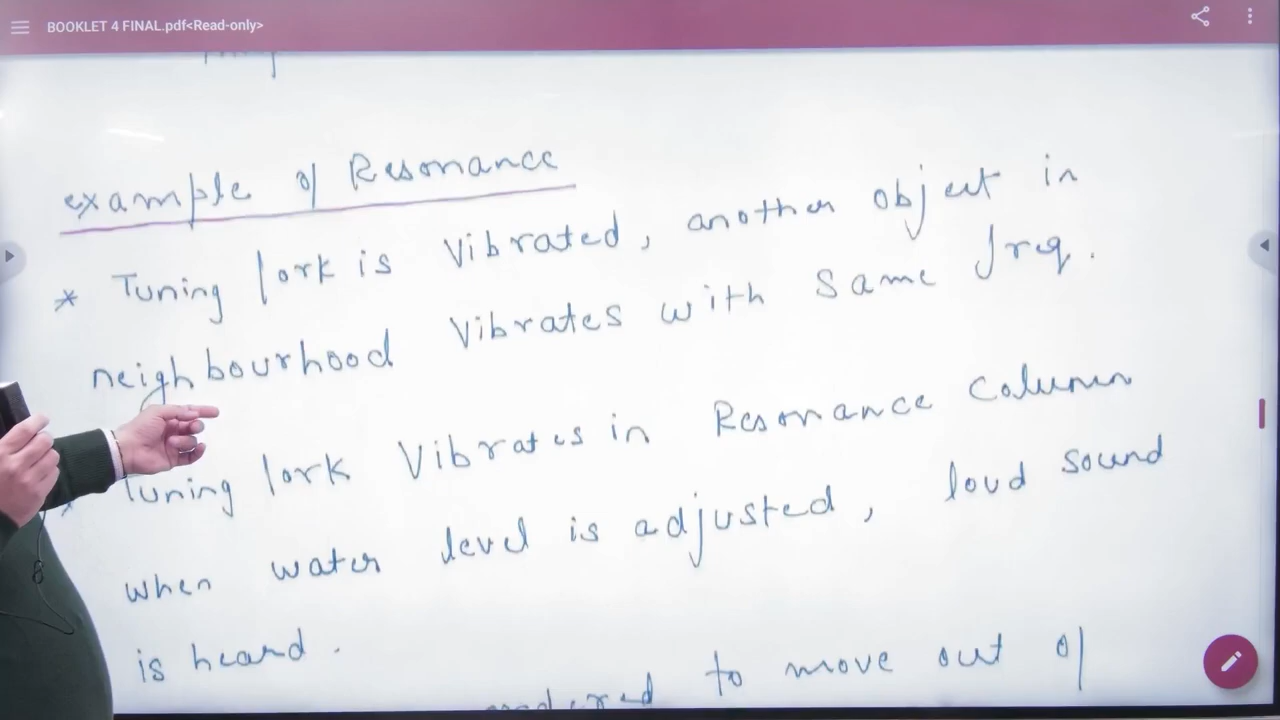 BOOKLET 4 FINAL.pdf<Read-only>
example of Resonance
* Tuning fork is Vibrated, another object in
neighbourhood Vibrates with same freq.
* Tuning fork Vibrates in Resonance Column
when water level is adjusted, loud sound
is heard.
to move out of